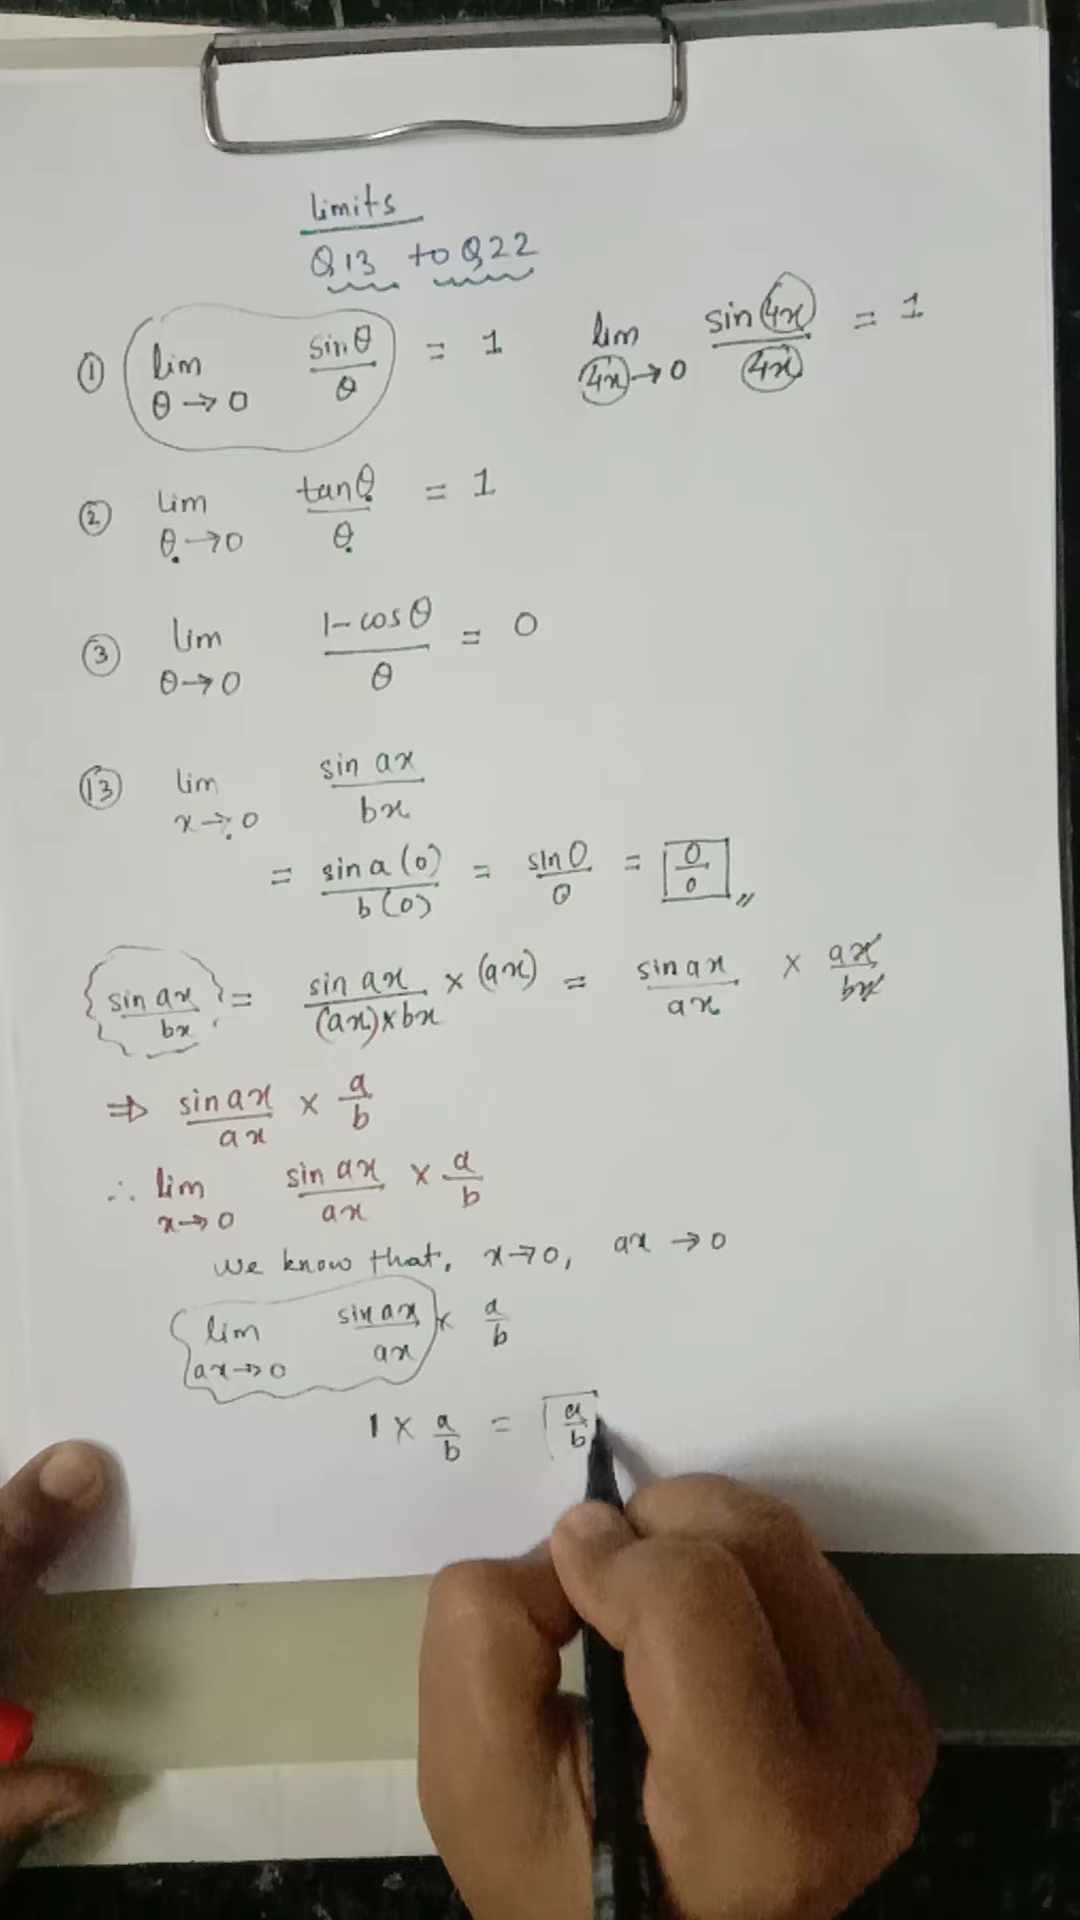 limits
Q13 to Q22
① lim θ→0 sinθ/θ = 1 lim 4x→0 sin(4x)/4x = 1
② lim θ→0 tanθ/θ = 1
③ lim θ→0 1-cosθ/θ = 0
⑬ lim x→0 sin ax/bx
= sin a(0)/b(0) = sin0/0 = 0/0 〃
sin ax/bx = sin ax/(ax)×bx × (ax) = sin ax/ax × ax/bx
⇒ sin ax/ax × a/b
∴ lim x→0 sin ax/ax × a/b
we know that, x→0, ax→0
lim ax→0 sin ax/ax × a/b
1 × a/b = a/b